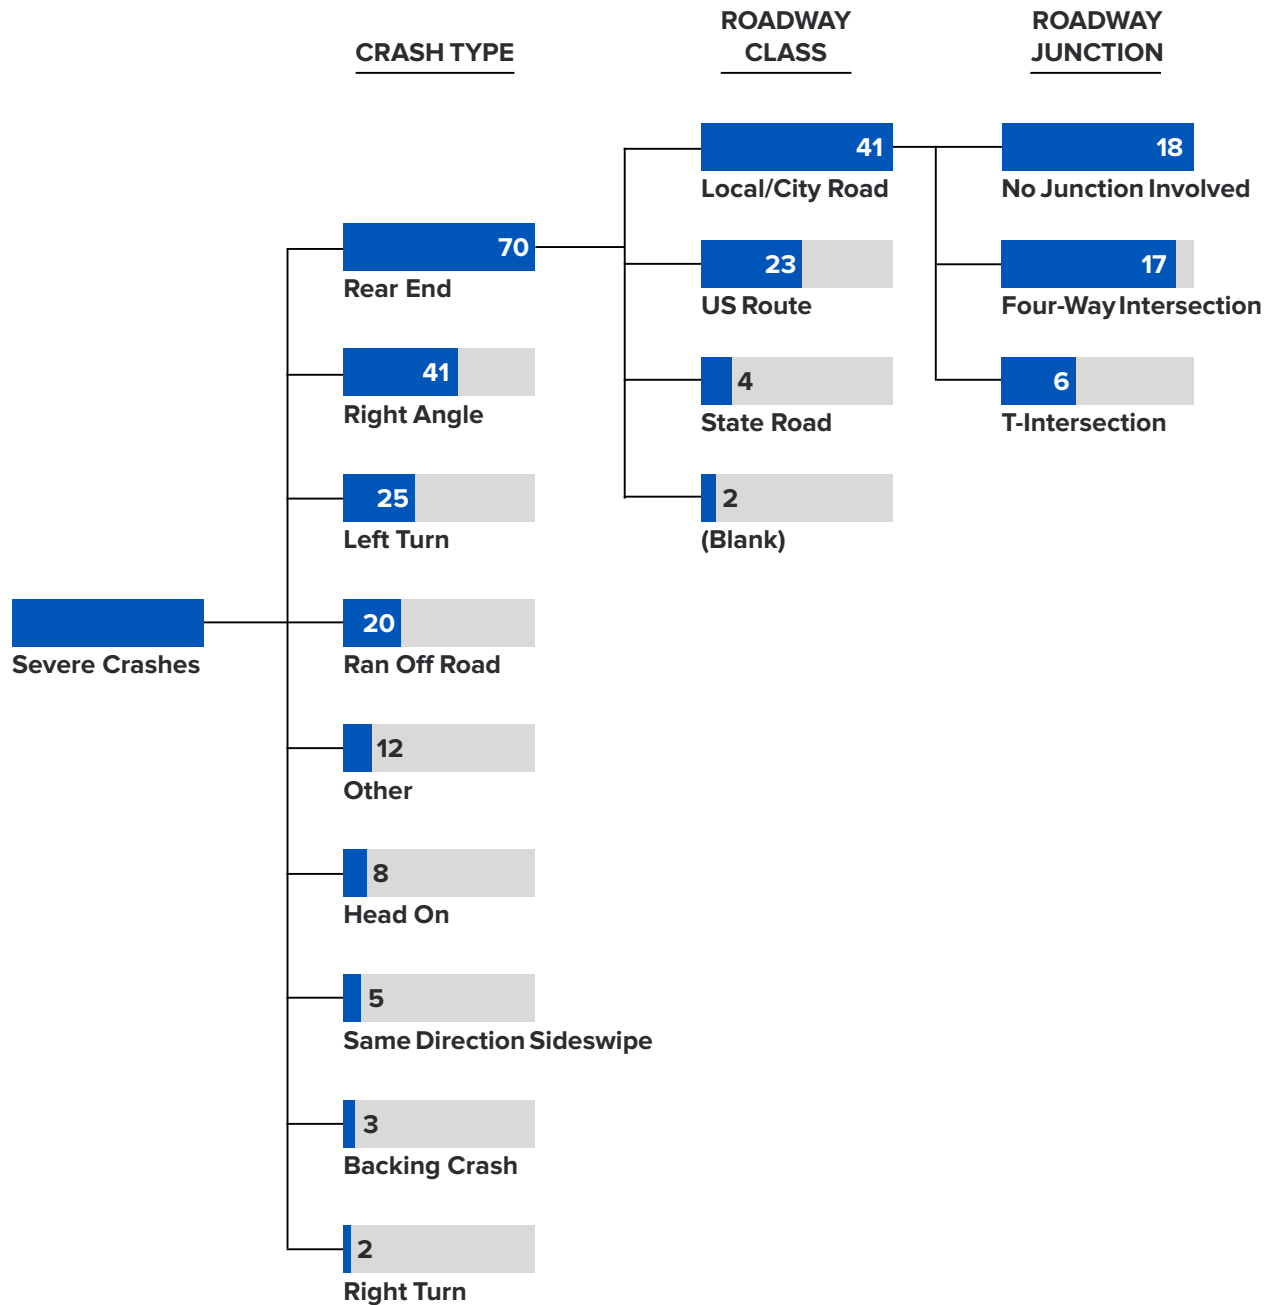 CRASH TYPE
ROADWAY
CLASS
ROADWAY
JUNCTION
Severe Crashes
70
Rear End
41
Right Angle
25
Left Turn
20
Ran Off Road
12
Other
8
Head On
5
Same Direction Sideswipe
3
Backing Crash
2
Right Turn
41
Local/City Road
23
US Route
4
State Road
2
(Blank)
18
No Junction Involved
17
Four-Way Intersection
6
T-Intersection